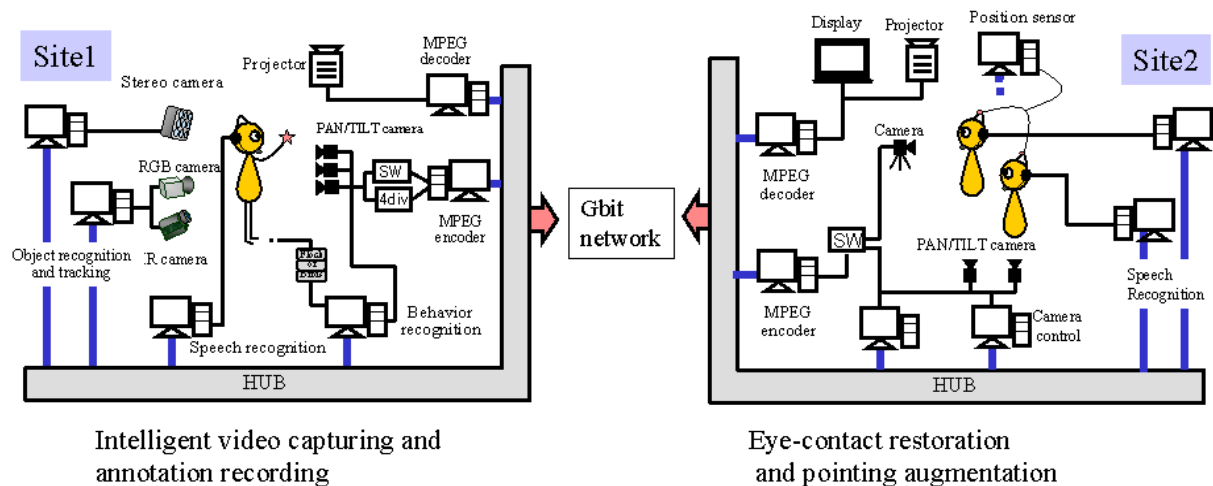 Site1
Stereo camera
RGB camera
IR camera
Object recognition
and tracking
Projector
MPEG
decoder
PAN/TILT camera
SW
4div
MPEG
encoder
Speech recognition
Behavior
recognition
HUB
Intelligent video capturing and
annotation recording
Gbit
network
Display
Projector
Position sensor
Site2
Camera
MPEG
decoder
SW
MPEG
encoder
PAN/TILT camera
Camera
control
Speech
Recognition
HUB
Eye-contact restoration
and pointing augmentation